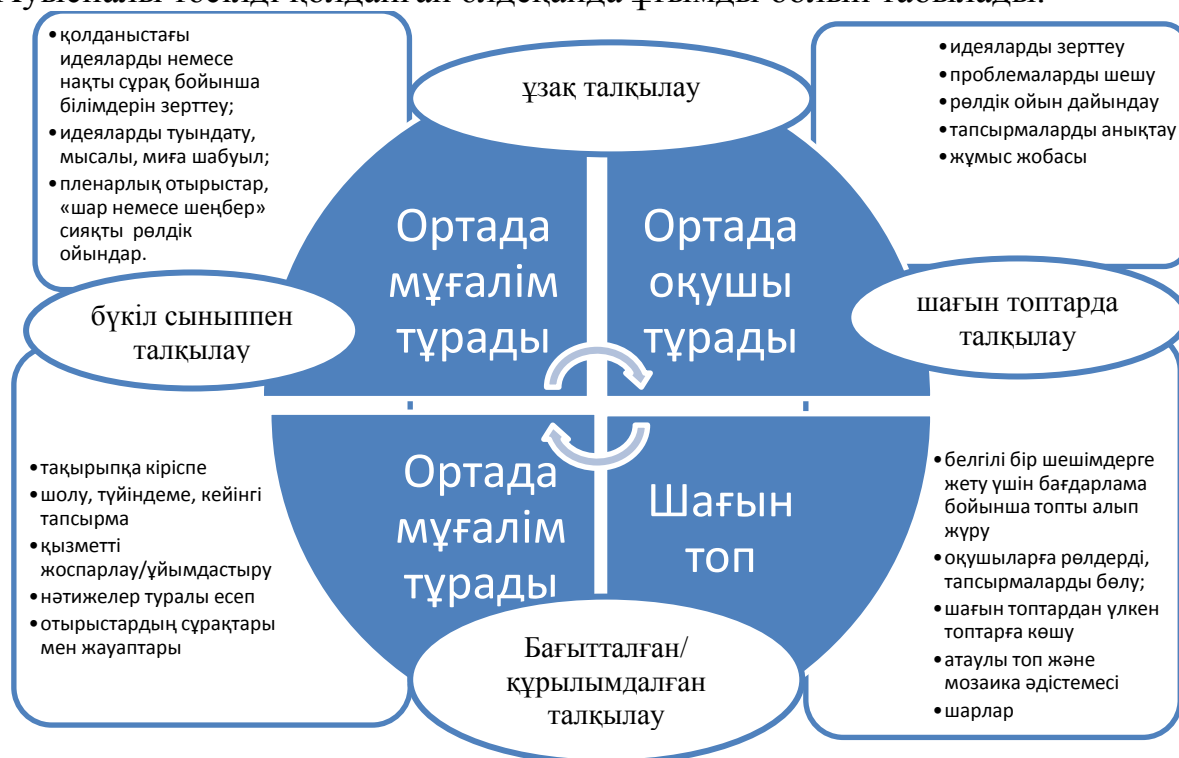 • қолданыстағы
идеяларды немесе
нақты сұрақ бойынша
білімдерін зерттеу;
• идеяларды туындату,
мысалы, миға шабуыл;
• пленарлық отырыстар,
«шар немесе шеңбер»
сияқты рөлдік
ойындар.
ұзақ талқылау
• идеяларды зерттеу
• проблемаларды шешу
• рөлдік ойын дайындау
• тапсырмаларды анықтау
• жұмыс жобасы
Ортада
мұғалім
тұрады
Ортада
оқушы
тұрады
бүкіл сыныппен
талқылау
шағын топтарда
талқылау
• тақырыпқа кіріспе
• шолу, түйіндеме, кейінгі
тапсырма
• қызметті
жоспарлау/ұйымдастыру
• нәтижелер туралы есеп
• отырыстардың сұрақтары
мен жауаптары
Ортада
мұғалім
тұрады
Шағын
топ
• белгілі бір шешімдерге
жету үшін бағдарлама
бойынша топты алып
жүру
• оқушыларға рөлдерді,
тапсырмаларды бөлу;
• шағын топтардан үлкен
топтарға көшу
• атаулы топ және
мозаика әдістемесі
• шарлар
Бағытталған/
құрылымдалған
талқылау